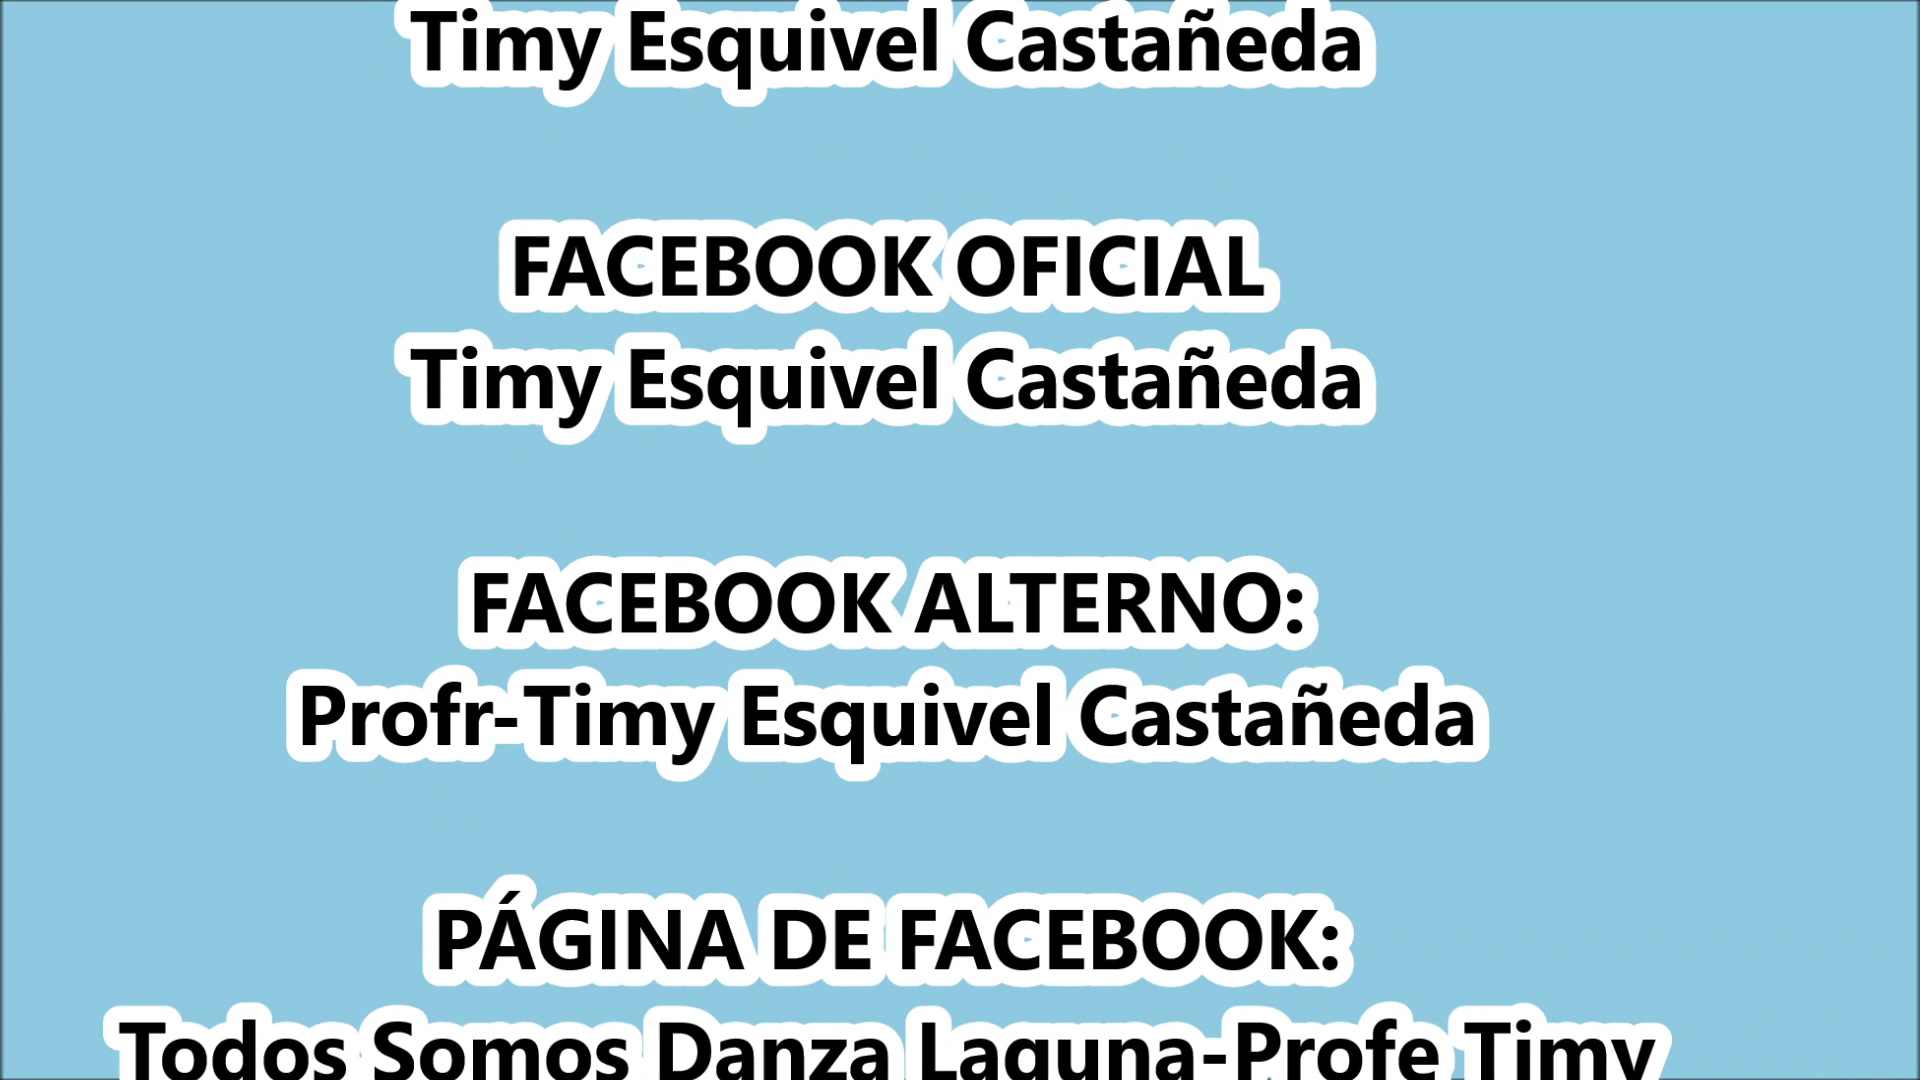 Timy Esquivel Castañeda
FACEBOOK OFICIAL
Timy Esquivel Castañeda
FACEBOOK ALTERNO:
Profr-Timy Esquivel Castañeda
PÁGINA DE FACEBOOK:
Todos Somos Danza Laguna-Profe Timy